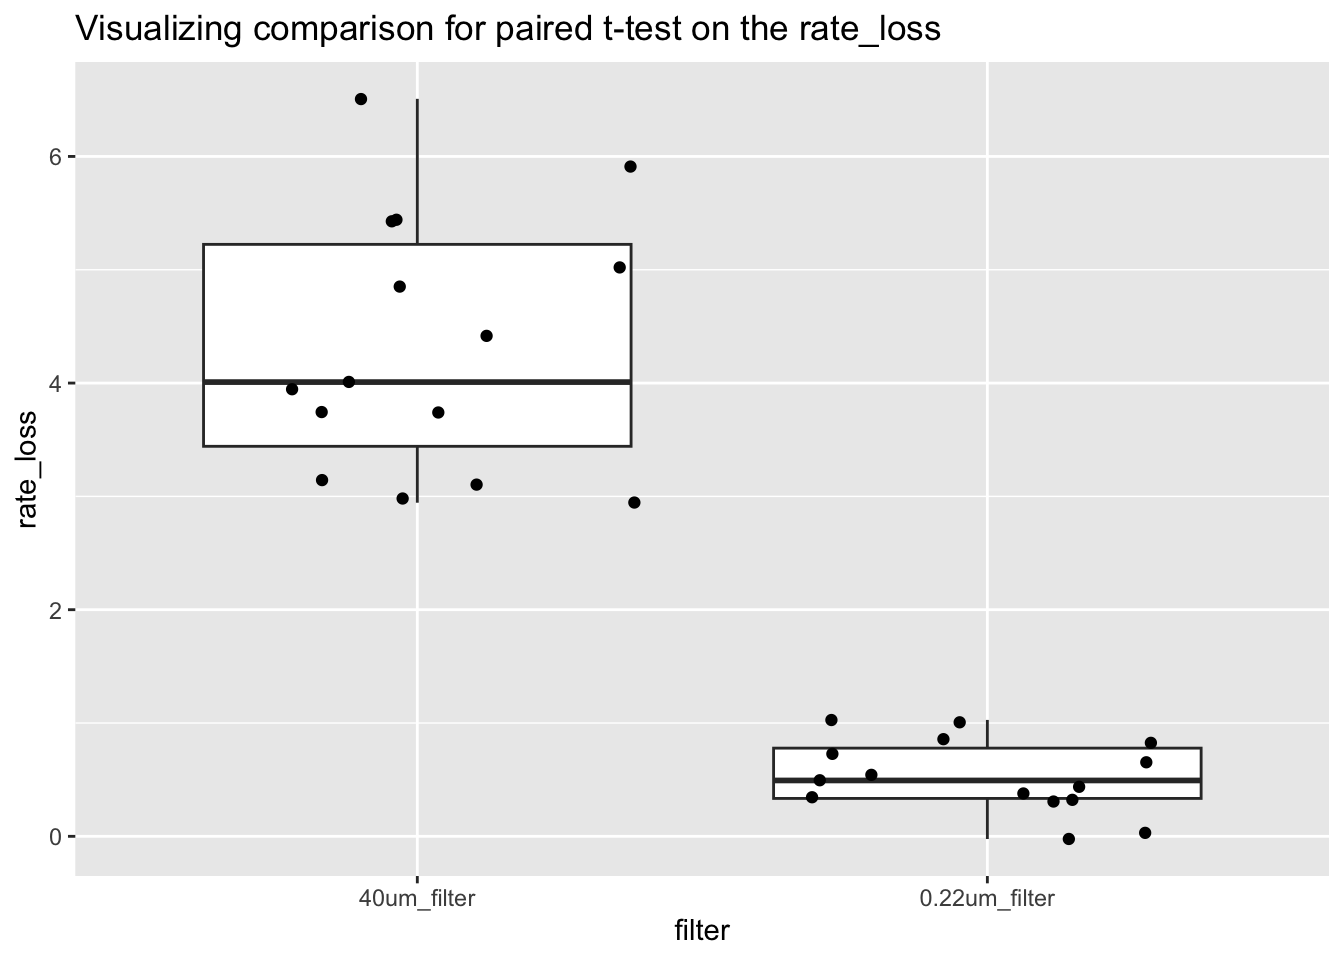 Visualizing comparison for paired t-test on the rate_loss
6
4
2
0
rate_loss
40um_filter
0.22um_filter
filter